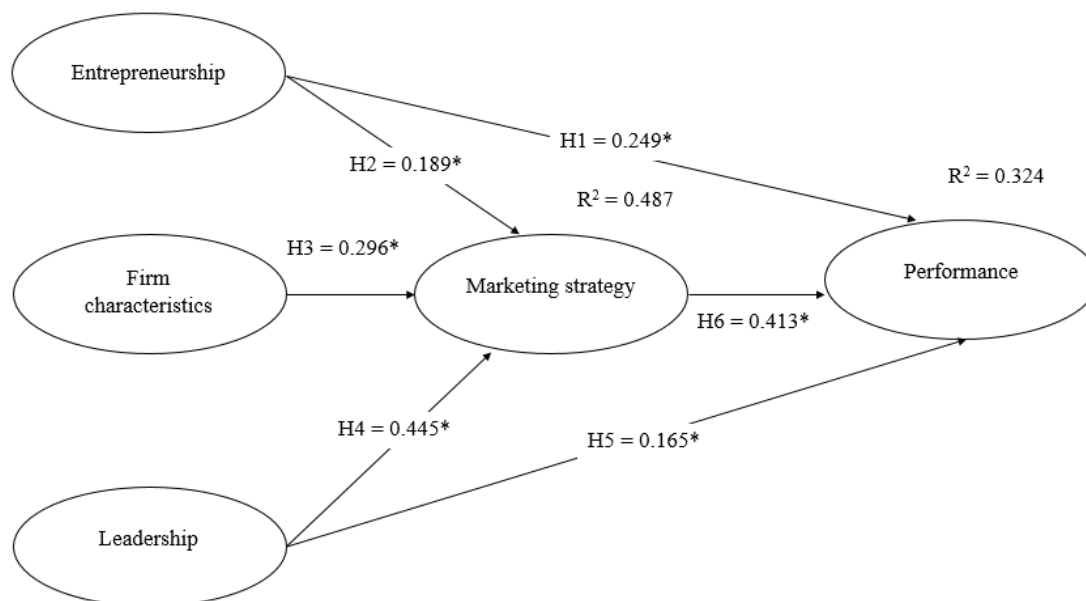 Entrepreneurship
H1 = 0.249*
H2 = 0.189*
R² = 0.324
R² = 0.487
H3 = 0.296*
Firm
characteristics
Marketing strategy
Performance
H6 = 0.413*
H4 = 0.445*
H5 = 0.165*
Leadership